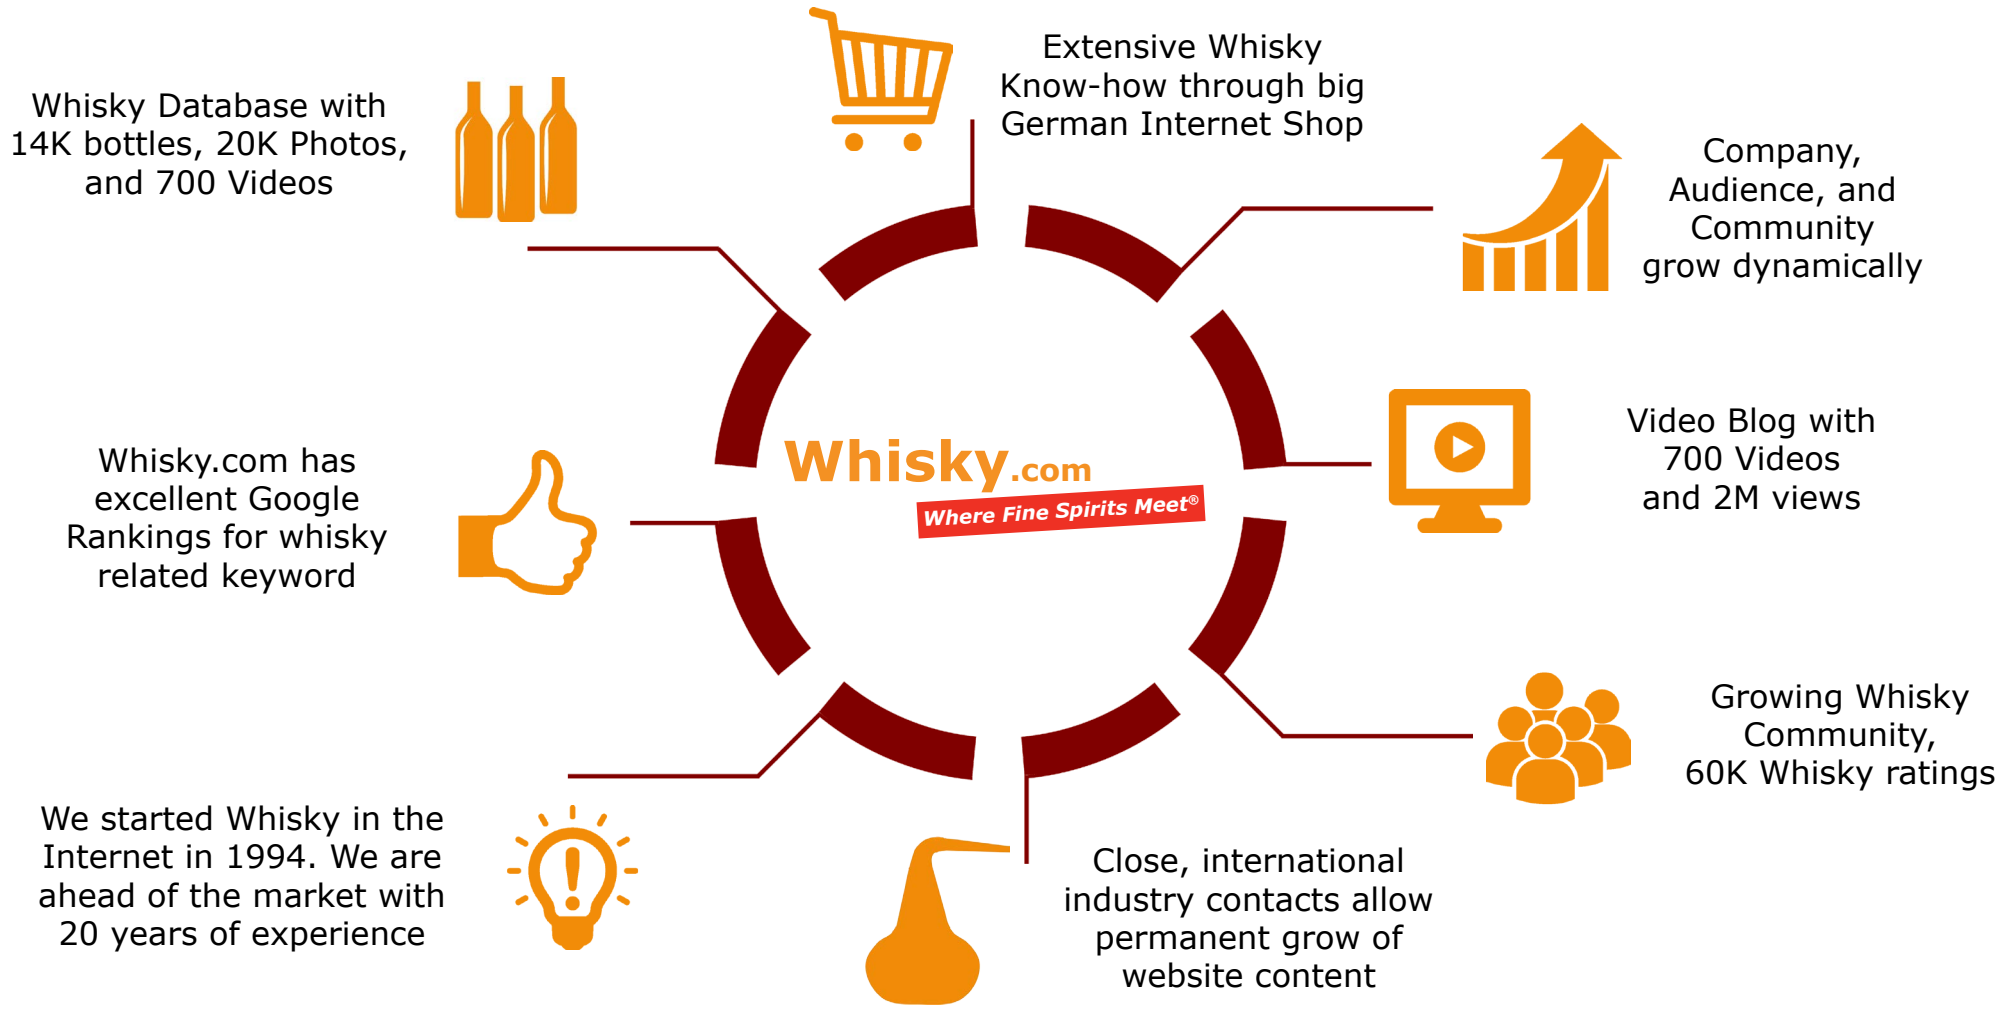 Extensive Whisky
Know-how through big
German Internet Shop
Whisky Database with
14K bottles, 20K Photos,
and 700 Videos
Company,
Audience, and
Community
grow dynamically
Video Blog with
700 Videos
and 2M views
Whisky.com has
excellent Google
Rankings for whisky
related keyword
Whisky.com
Where Fine Spirits Meet®
Growing Whisky
Community,
60K Whisky ratings
We started Whisky in the
Internet in 1994. We are
ahead of the market with
20 years of experience
Close, international
industry contacts allow
permanent grow of
website content